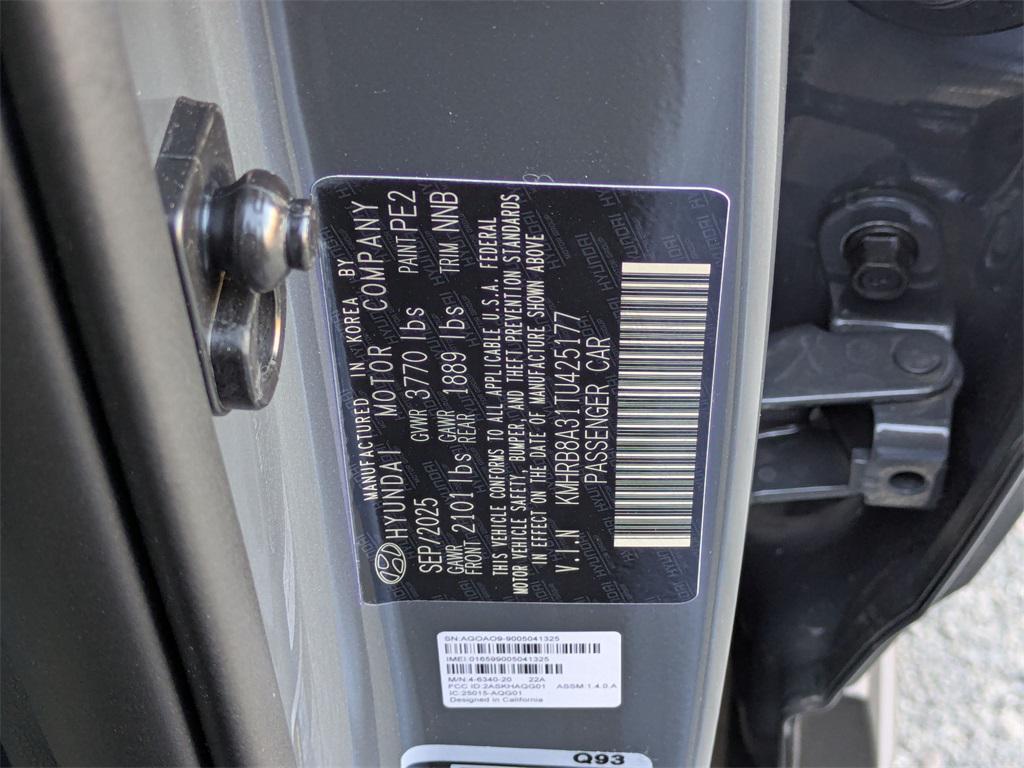 MANUFACTURED IN KOREA BY
HYUNDAI MOTOR COMPANY
SEP/2025 GVWR 3770 lbs PAINT PE2
GAWR FRONT 2101 lbs GAWR REAR 1889 lbs TRIM NNB
THIS VEHICLE CONFORMS TO ALL APPLICABLE U.S.A. FEDERAL
MOTOR VEHICLE SAFETY, BUMPER, AND THEFT PREVENTION STANDARDS
IN EFFECT ON THE DATE OF MANUFACTURE SHOWN ABOVE
V.I.N KMHRB8A31TU425177
PASSENGER CAR
SN:AGOAO9-9005041325
IMEI 016599005041325
M/N:4-6340-20 22A
FCC ID:2ASKHAQG01 ASSM:1.4.0.A
IC:25015-AQG01
Designed in California
Q93